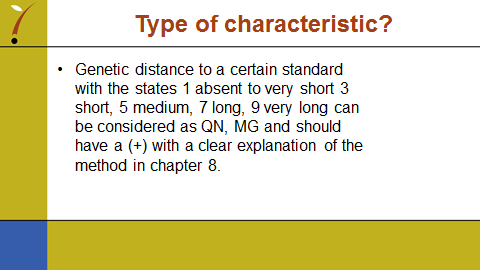 Type of characteristic?
• Genetic distance to a certain standard
with the states 1 absent to very short 3
short, 5 medium, 7 long, 9 very long can
be considered as QN, MG and should
have a (+) with a clear explanation of the
method in chapter 8.